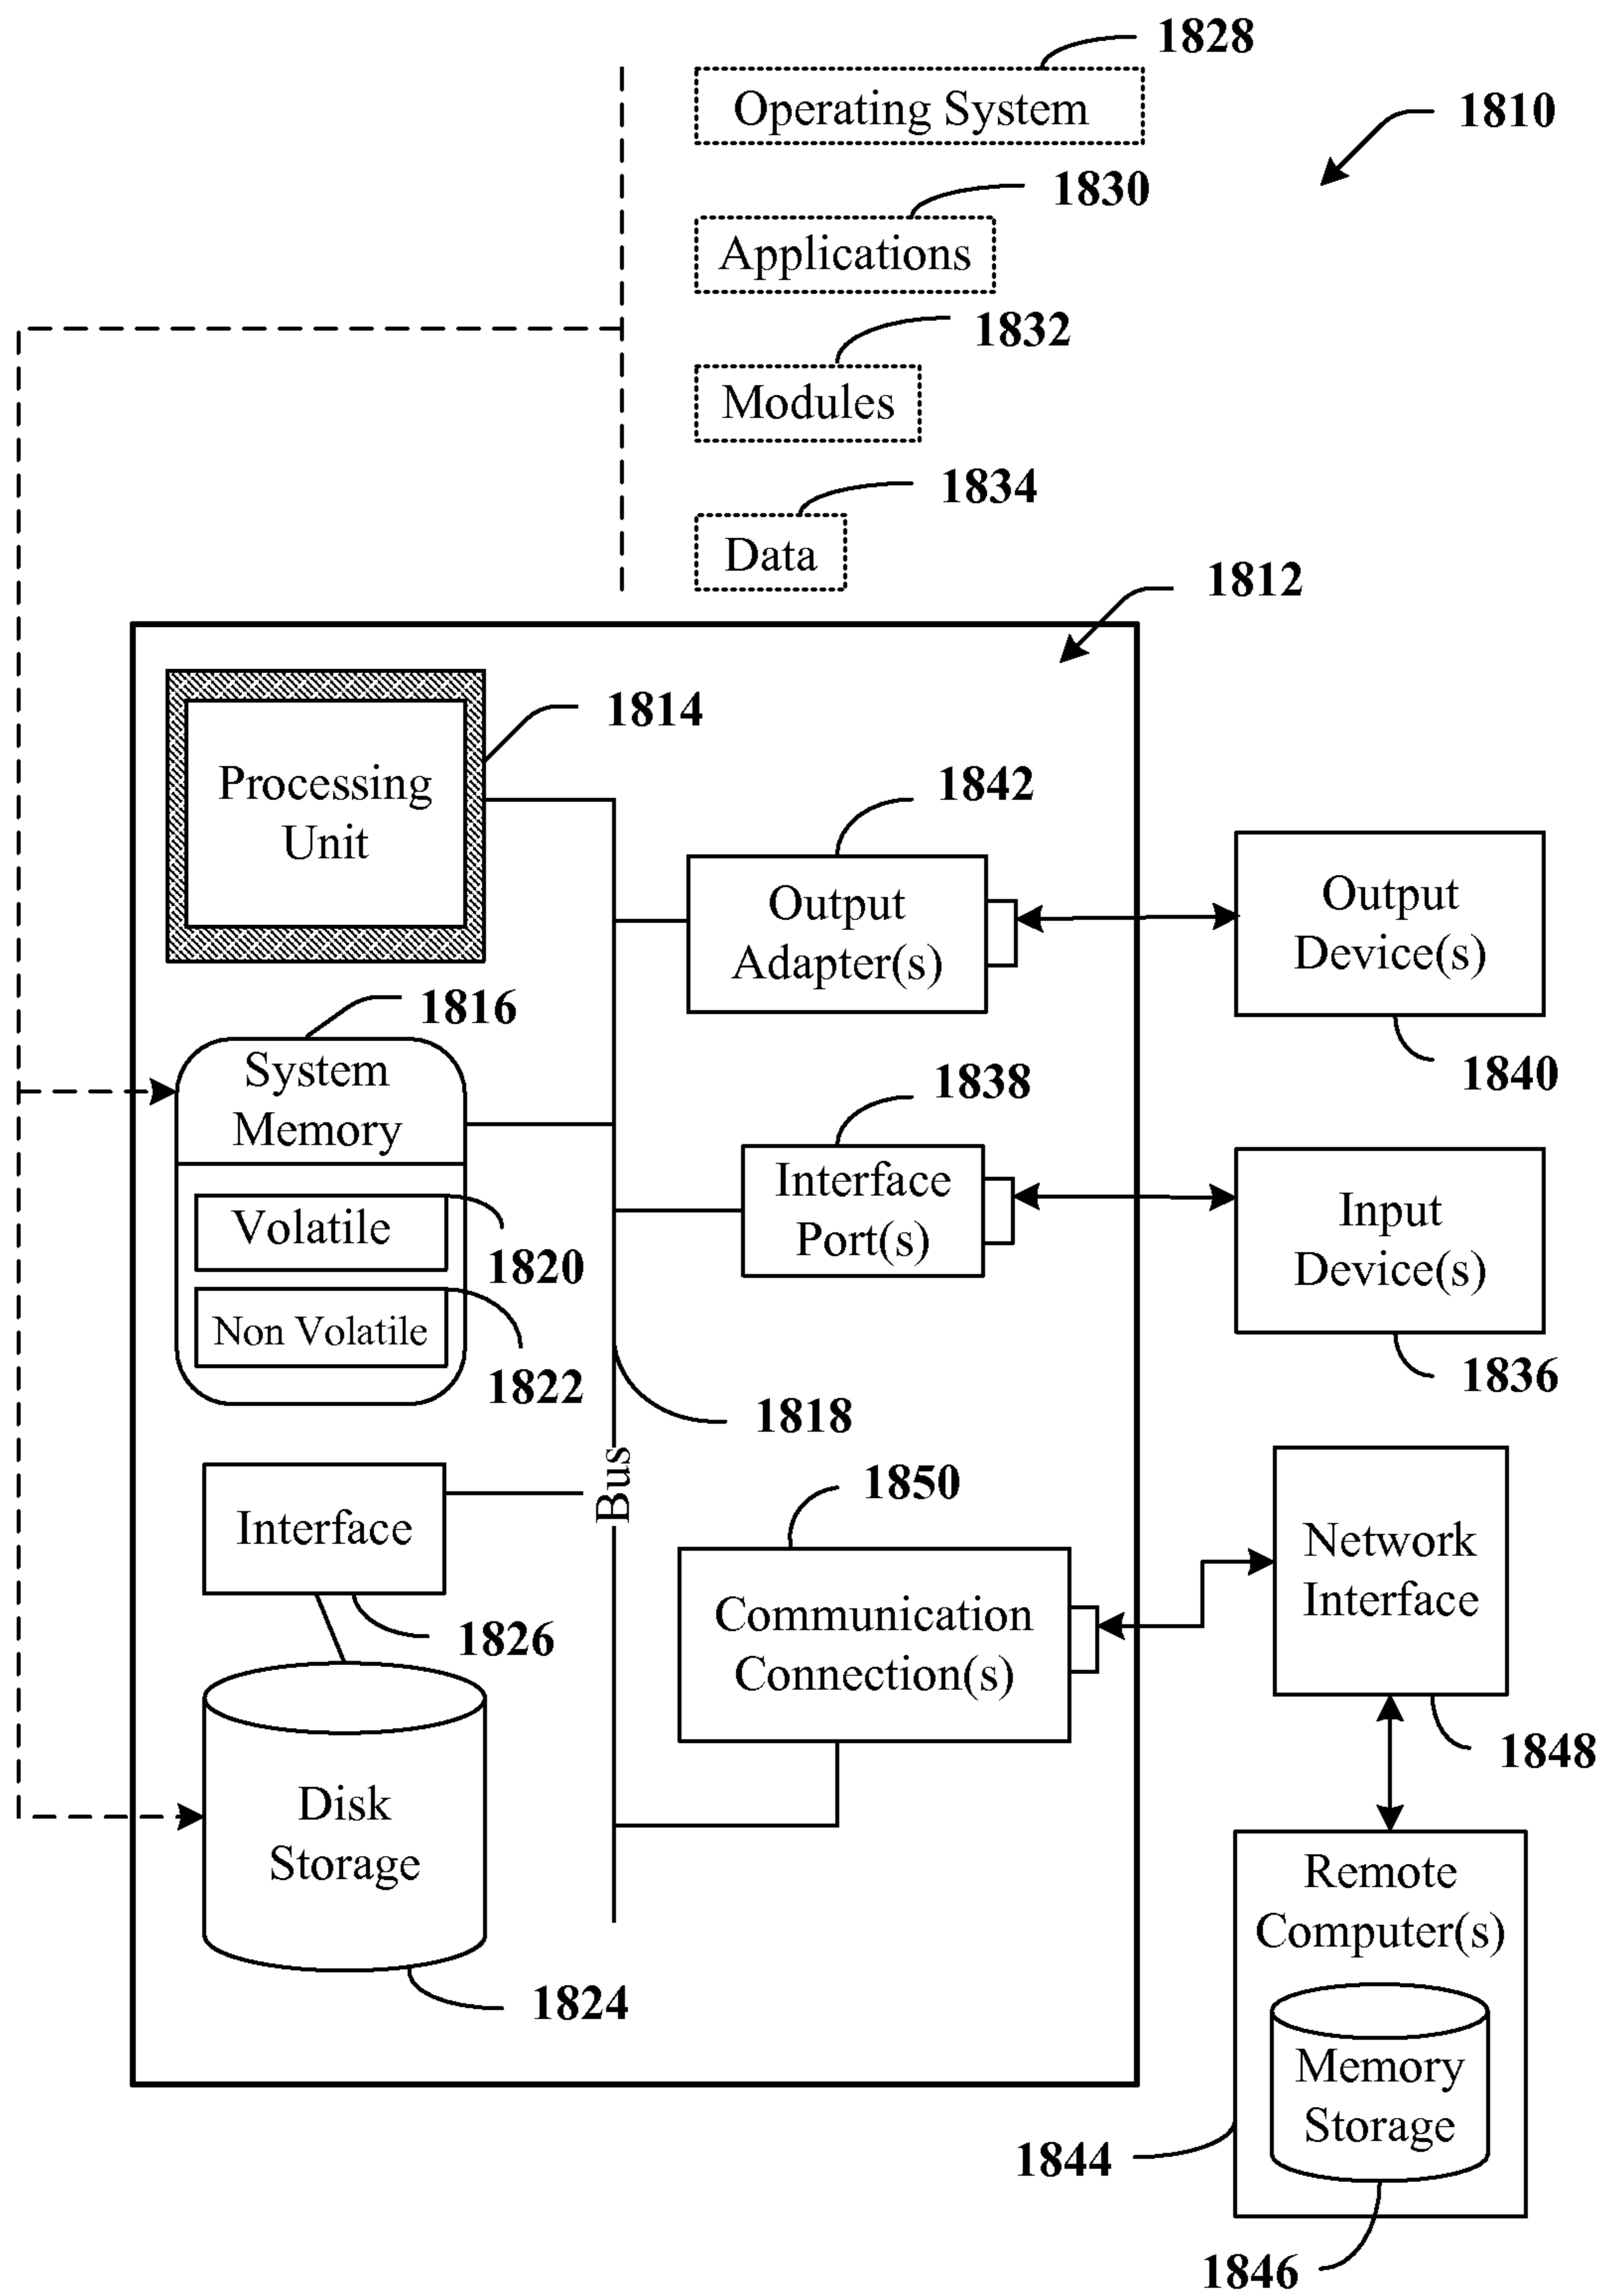 1828
Operating System
1810
1830
Applications
1832
Modules
1834
Data
1812
1814
Processing
Unit
1842
Output
Adapter(s)
Output
Device(s)
1840
1816
System
Memory
1838
Interface
Port(s)
Input
Device(s)
1836
Volatile
1820
Non Volatile
1822
1818
Bus
Interface
1826
1850
Communication
Connection(s)
Network
Interface
1848
Disk
Storage
1824
Remote
Computer(s)
Memory
Storage
1844
1846